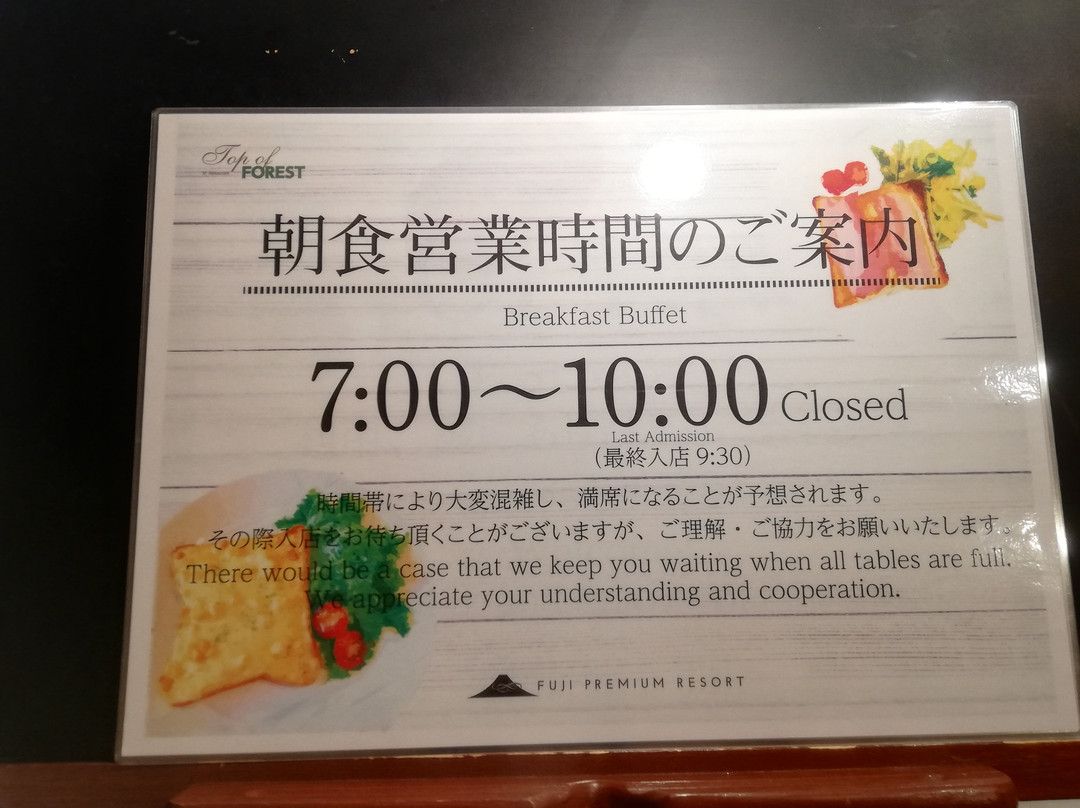 Top of
FOREST
朝食営業時間のご案内
Breakfast Buffet
7:00～10:00 Closed
Last Admission
（最終入店 9:30）
時間帯により大変混雑し、満席になることが予想されます。
その際入店をお待ち頂くことがございますが、ご理解・ご協力をお願いいたします。
There would be a case that we keep you waiting when all tables are full.
We appreciate your understanding and cooperation.
FUJI PREMIUM RESORT